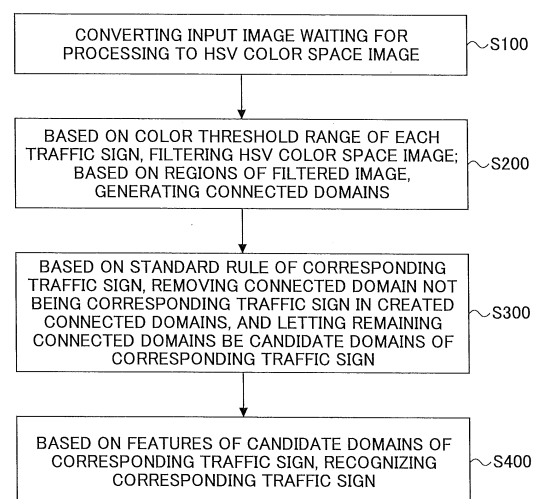 CONVERTING INPUT IMAGE WAITING FOR
PROCESSING TO HSV COLOR SPACE IMAGE
S100
BASED ON COLOR THRESHOLD RANGE OF EACH
TRAFFIC SIGN, FILTERING HSV COLOR SPACE IMAGE;
BASED ON REGIONS OF FILTERED IMAGE,
GENERATING CONNECTED DOMAINS
S200
BASED ON STANDARD RULE OF CORRESPONDING
TRAFFIC SIGN, REMOVING CONNECTED DOMAIN NOT
BEING CORRESPONDING TRAFFIC SIGN IN CREATED
CONNECTED DOMAINS, AND LETTING REMAINING
CONNECTED DOMAINS BE CANDIDATE DOMAINS OF
CORRESPONDING TRAFFIC SIGN
S300
BASED ON FEATURES OF CANDIDATE DOMAINS OF
CORRESPONDING TRAFFIC SIGN, RECOGNIZING
CORRESPONDING TRAFFIC SIGN
S400